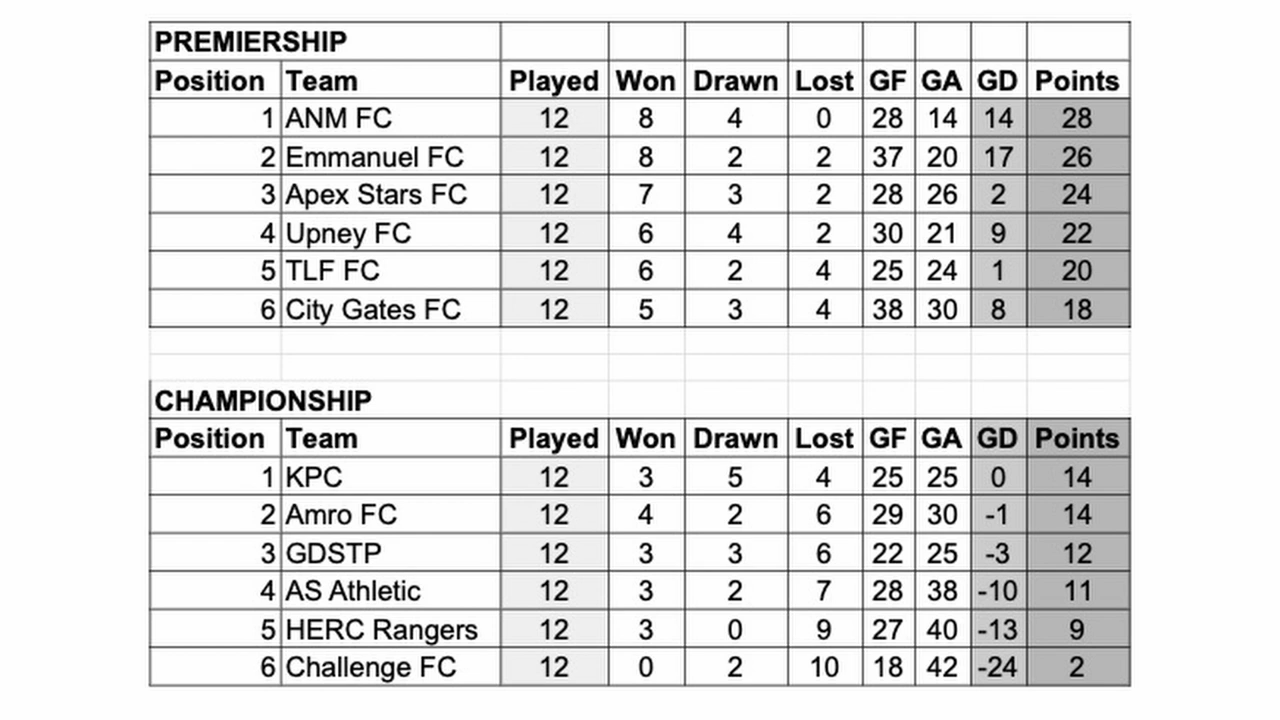 PREMIERSHIP
Position Team Played Won Drawn Lost GF GA GD Points
1 ANM FC 12 8 4 0 28 14 14 28
2 Emmanuel FC 12 8 2 2 37 20 17 26
3 Apex Stars FC 12 7 3 2 28 26 2 24
4 Upney FC 12 6 4 2 30 21 9 22
5 TLF FC 12 6 2 4 25 24 1 20
6 City Gates FC 12 5 3 4 38 30 8 18
CHAMPIONSHIP
Position Team Played Won Drawn Lost GF GA GD Points
1 KPC 12 3 5 4 25 25 0 14
2 Amro FC 12 4 2 6 29 30 -1 14
3 GDSTP 12 3 3 6 22 25 -3 12
4 AS Athletic 12 3 2 7 28 38 -10 11
5 HERC Rangers 12 3 0 9 27 40 -13 9
6 Challenge FC 12 0 2 10 18 42 -24 2